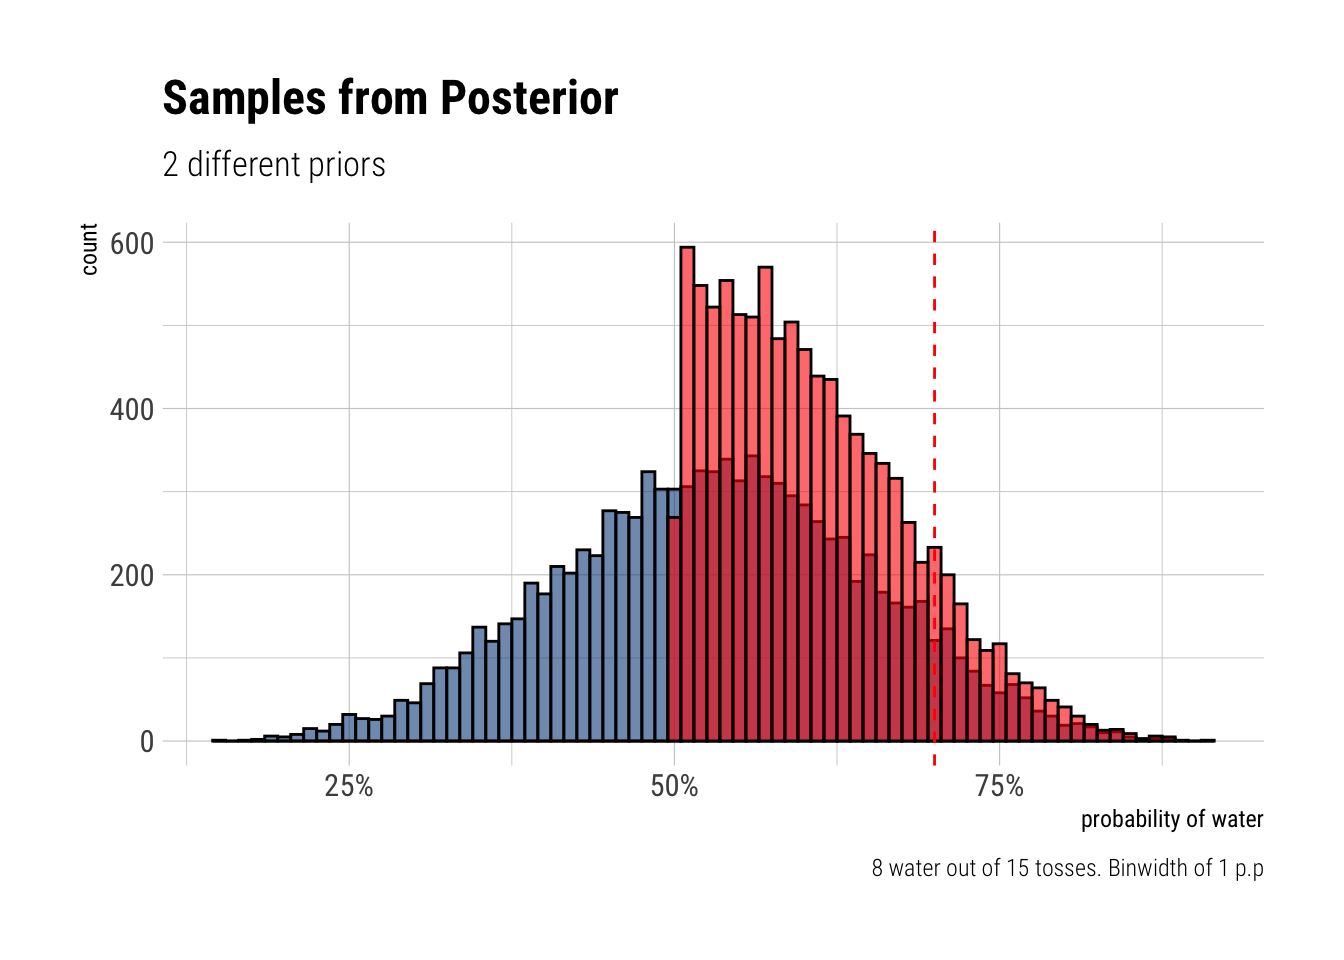 Samples from Posterior
2 different priors
count
600
400
200
0
25% 50% 75%
probability of water
8 water out of 15 tosses. Binwidth of 1 p.p